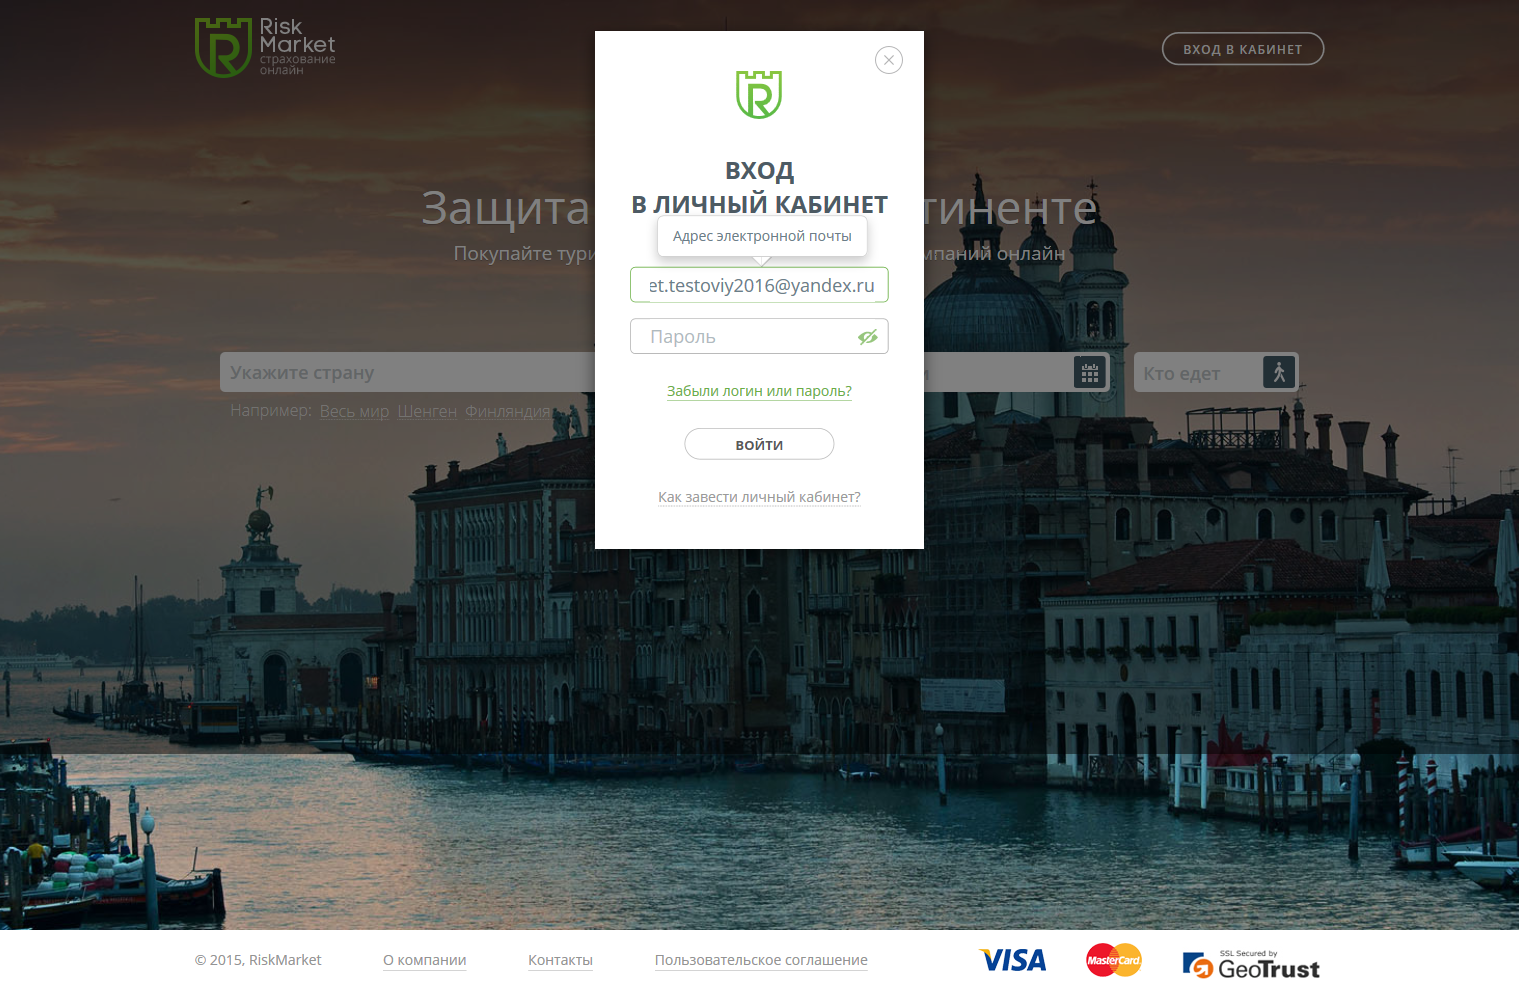 Risk
Market
страхование
онлайн
ВХОД В КАБИНЕТ
ВХОД
В ЛИЧНЫЙ КАБИНЕТ
Защита
тиненте
Адрес электронной почты
Покупайте тури
мпаний онлайн
et.testoviy2016@yandex.ru
Пароль
Укажите страну
Кто едет
Забыли логин или пароль?
Например: Весь мир Шенген Финляндия
ВОЙТИ
Как завести личный кабинет?
© 2015, RiskMarket
О компании
Контакты
Пользовательское соглашение
VISA
MasterCard
SSL Secured by
GeoTrust